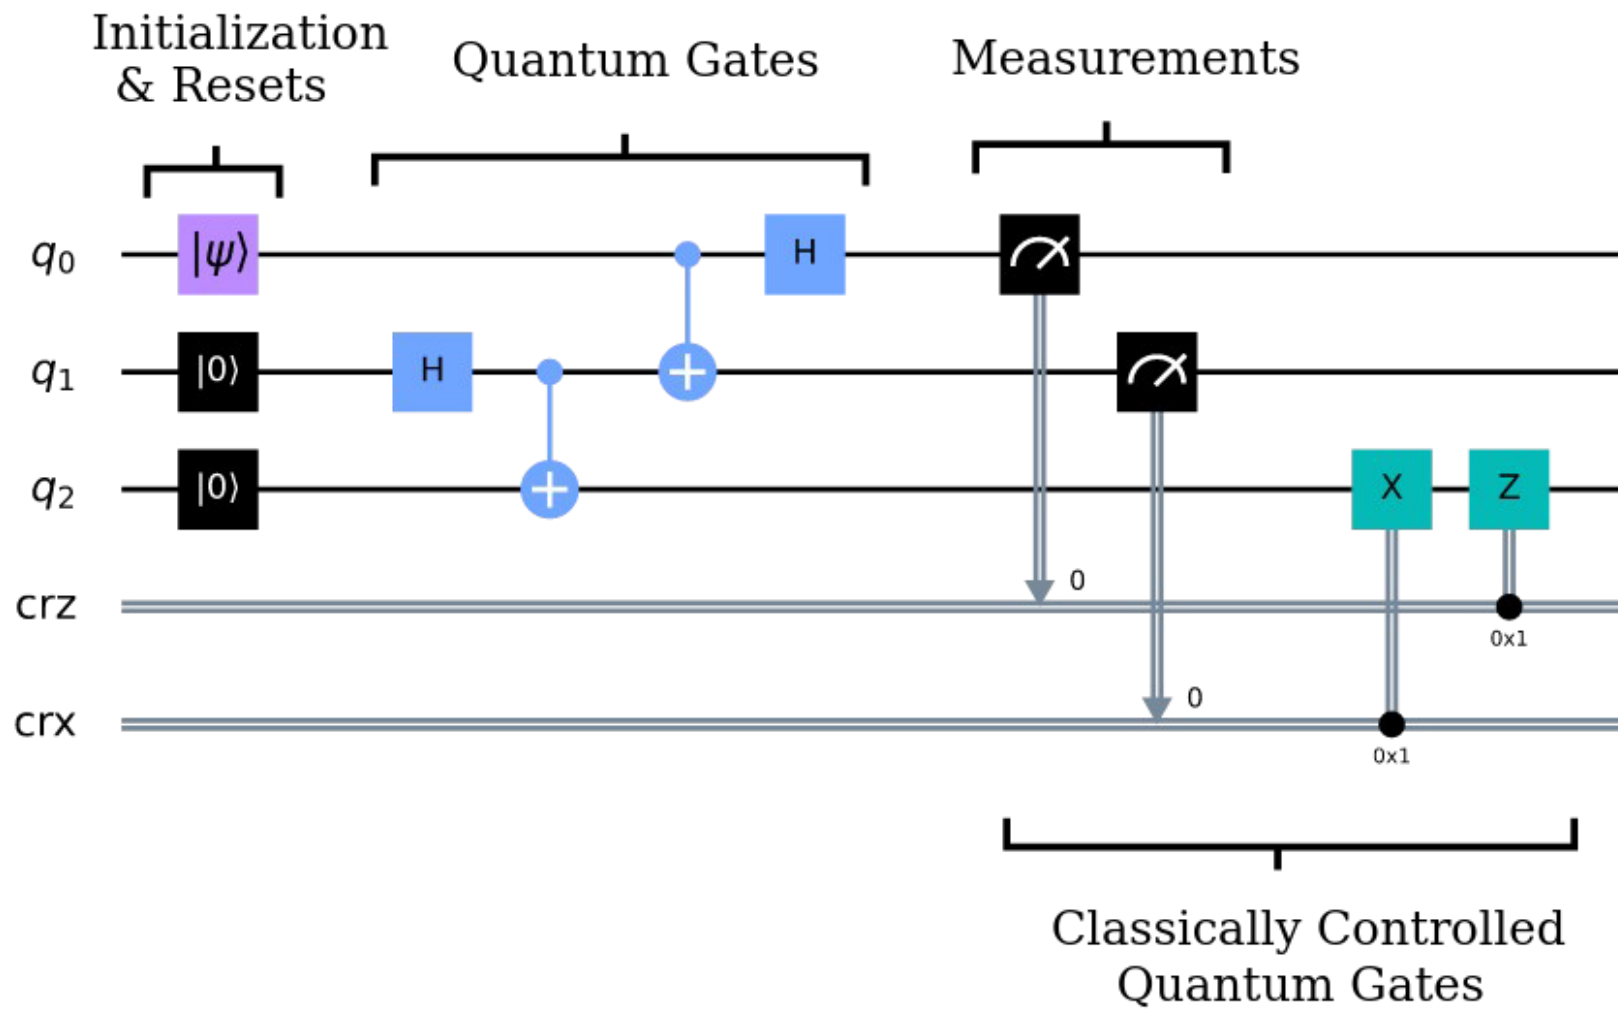 Initialization
& Resets
Quantum Gates
Measurements
q0 |ψ⟩ H
q1 |0⟩ H
q2 |0⟩ X Z
crz 0 0x1
crx 0 0x1
Classically Controlled
Quantum Gates